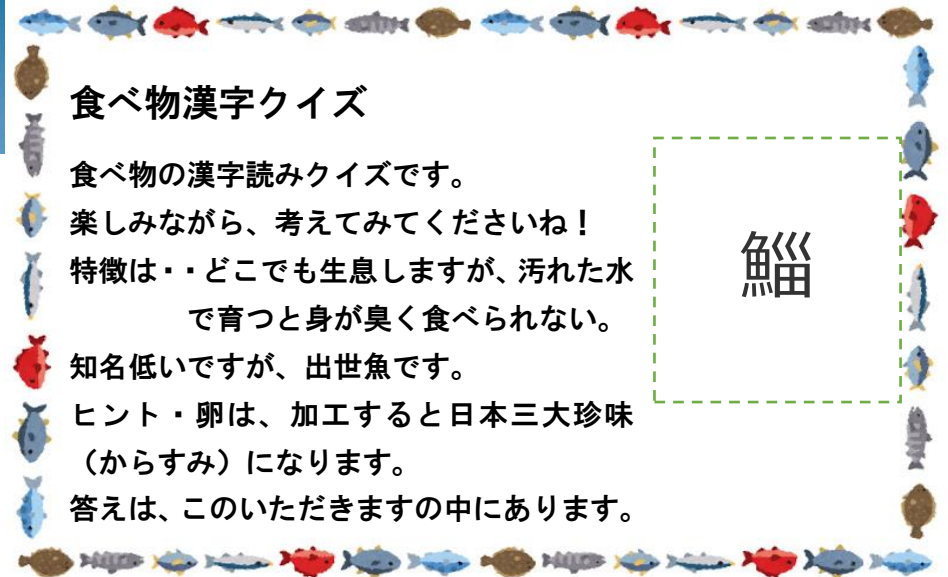 食べ物漢字クイズ
食べ物の漢字読みクイズです。
楽しみながら、考えてみてくださいね！
特徴は・・どこでも生息しますが、汚れた水
で育つと身が臭く食べられない。
知名低いですが、出世魚です。
ヒント・卵は、加工すると日本三大珍味
（からすみ）になります。
答えは、このいただきますの中にあります。
鯔